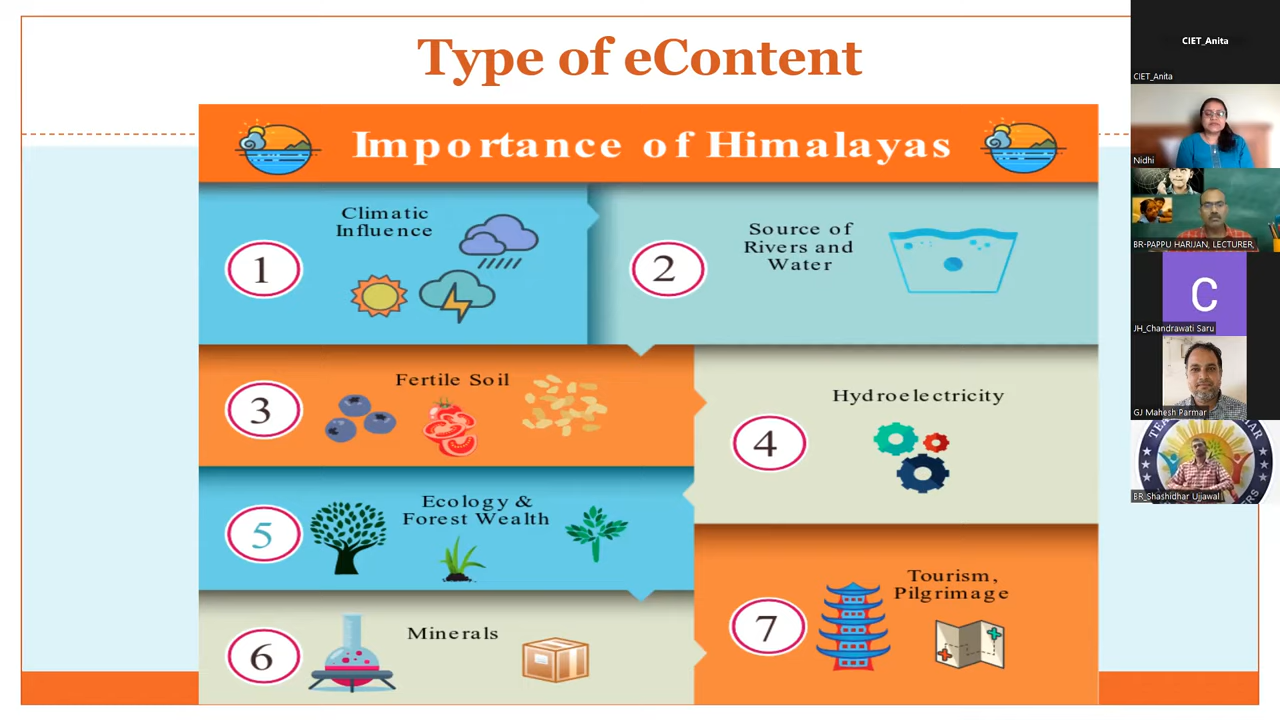 Type of eContent
Importance of Himalayas
1
Climatic
Influence
2
Source of
Rivers and
Water
3
Fertile Soil
4
Hydroelectricity
5
Ecology &
Forest Wealth
6
Minerals
7
Tourism,
Pilgrimage
CIET_Anita
CIET_Anita
Nidhi
BR-PAPPU HARIJAN, LECTURER,
C
JH_Chandrawati Saru
GJ Mahesh Parmar
BR_Shashidhar Ujjawal